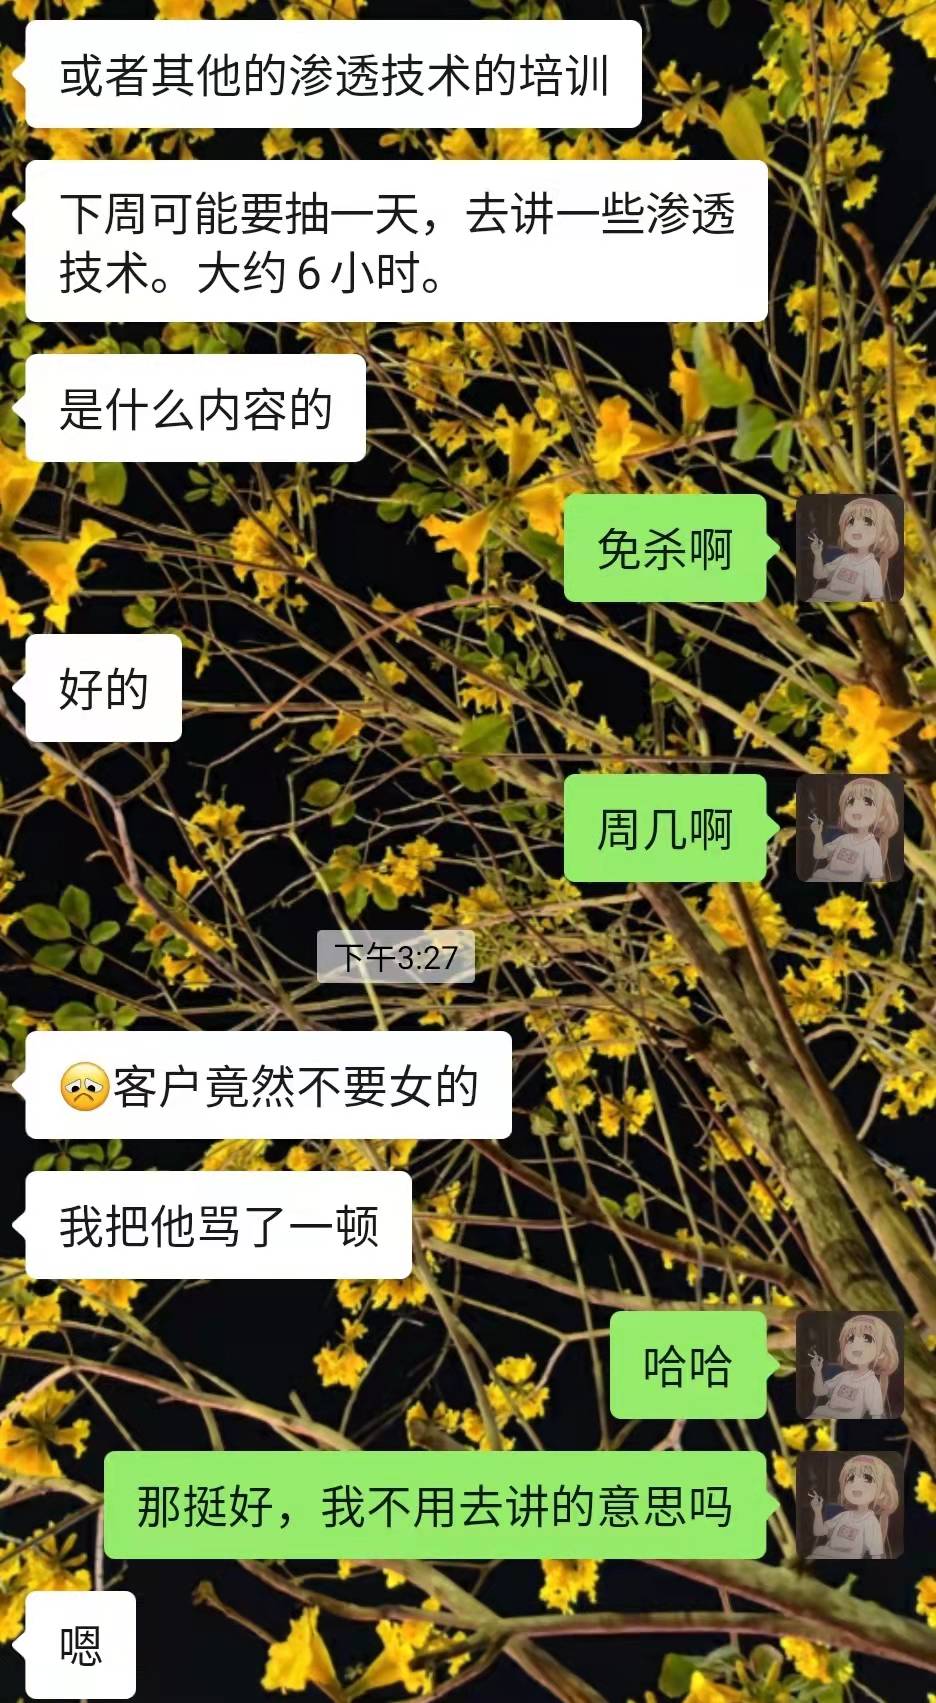 或者其他的渗透技术的培训
下周可能要抽一天，去讲一些渗透
技术。大约6小时。
是什么内容的
免杀啊
好的
周几啊
下午3:27
😞客户竟然不要女的
我把他骂了一顿
哈哈
那挺好，我不用去讲的意思吗
嗯